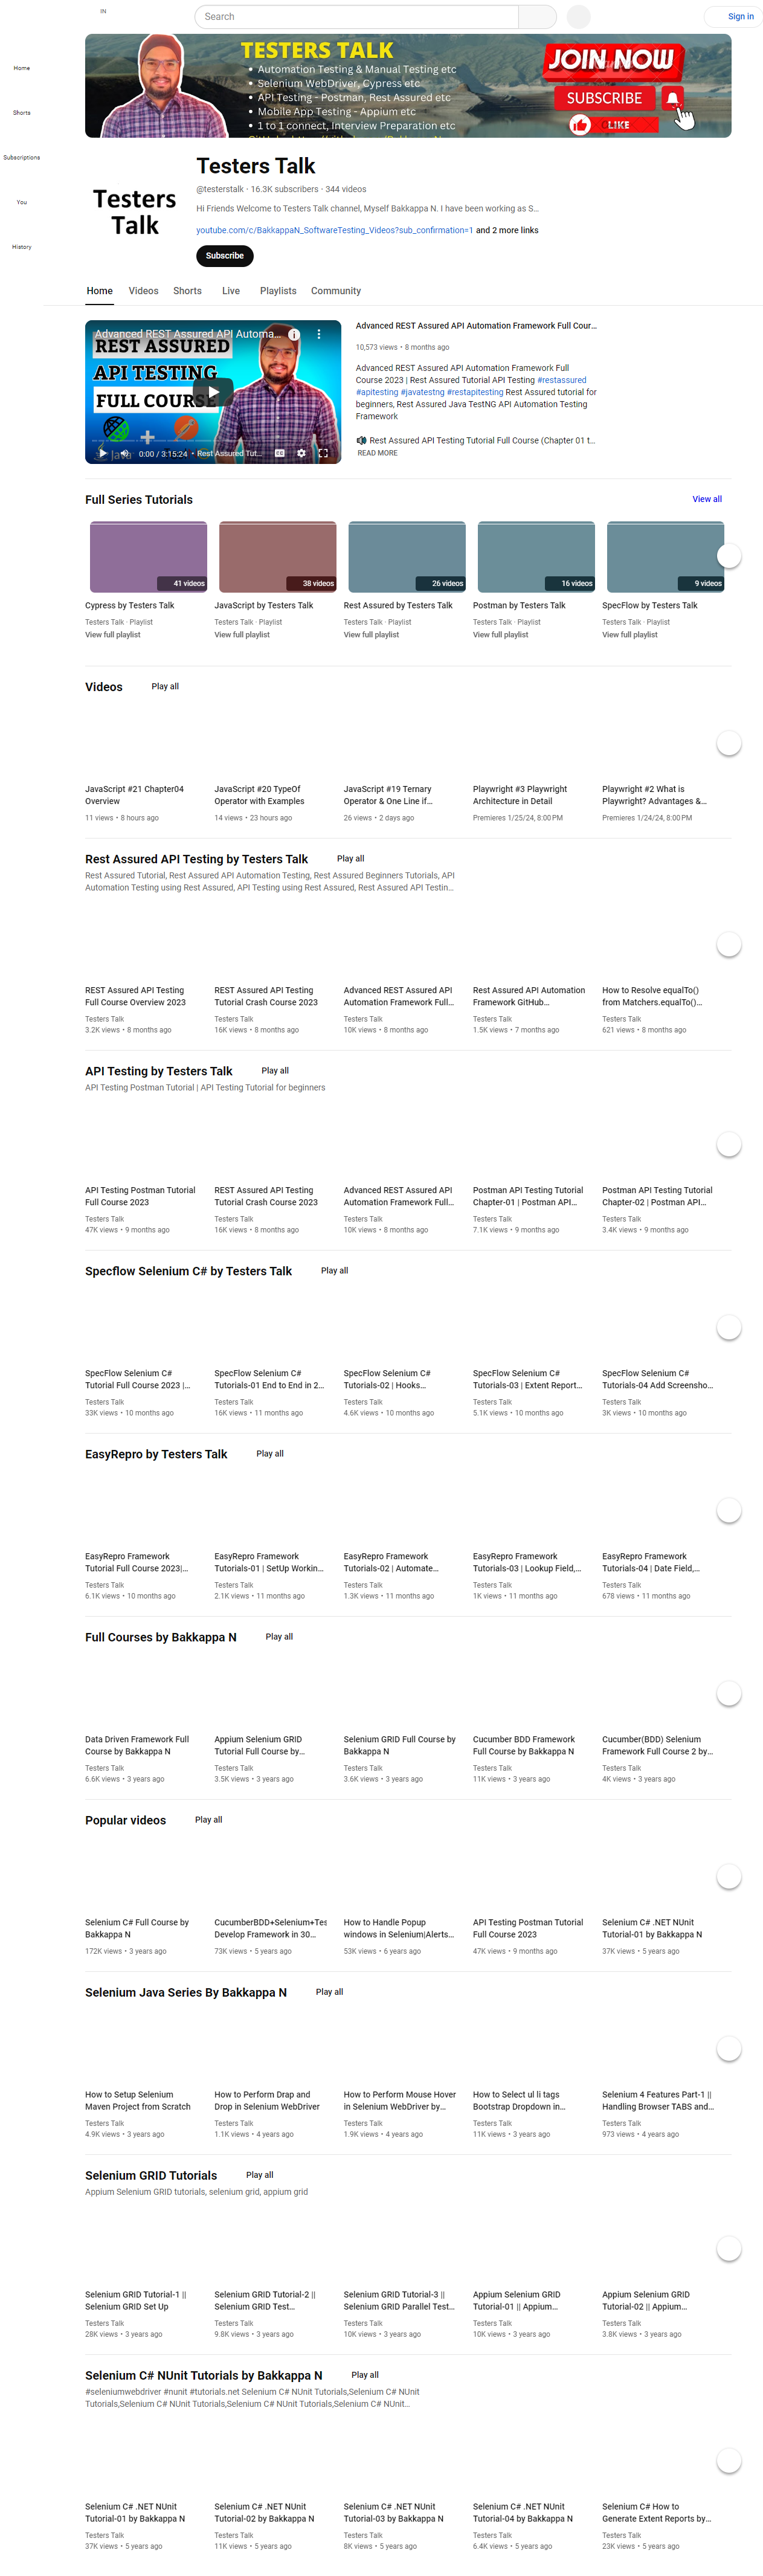 IN
Search
Sign in
Home
Shorts
Subscriptions
You
History
TESTERS TALK
• Automation Testing & Manual Testing etc
• Selenium WebDriver, Cypress etc
• API Testing - Postman, Rest Assured etc
• Mobile App Testing - Appium etc
• 1 to 1 connect, Interview Preparation etc
JOIN NOW
SUBSCRIBE
LIKE
Testers
Talk
Testers Talk
@testerstalk · 16.3K subscribers · 344 videos
Hi Friends Welcome to Testers Talk channel, Myself Bakkappa N. I have been working as S...
youtube.com/c/BakkappaN_SoftwareTesting_Videos?sub_confirmation=1 and 2 more links
Subscribe
Home Videos Shorts Live Playlists Community
Advanced REST Assured API Automa...
REST ASSURED
API TESTING
FULL COURSE
Java
0:00 / 3:15:24 • Rest Assured Tut...
Advanced REST Assured API Automation Framework Full Cour...
10,573 views • 8 months ago
Advanced REST Assured API Automation Framework Full
Course 2023 | Rest Assured Tutorial API Testing #restassured
#apitesting #javatestng #restapitesting Rest Assured tutorial for
beginners, Rest Assured Java TestNG API Automation Testing
Framework
Rest Assured API Testing Tutorial Full Course (Chapter 01 t...
READ MORE
Full Series Tutorials
View all
41 videos
38 videos
26 videos
16 videos
9 videos
Cypress by Testers Talk
Testers Talk · Playlist
View full playlist
JavaScript by Testers Talk
Testers Talk · Playlist
View full playlist
Rest Assured by Testers Talk
Testers Talk · Playlist
View full playlist
Postman by Testers Talk
Testers Talk · Playlist
View full playlist
SpecFlow by Testers Talk
Testers Talk · Playlist
View full playlist
Videos
Play all
JavaScript #21 Chapter04
Overview
11 views • 8 hours ago
JavaScript #20 TypeOf
Operator with Examples
14 views • 23 hours ago
JavaScript #19 Ternary
Operator & One Line if...
26 views • 2 days ago
Playwright #3 Playwright
Architecture in Detail
Premieres 1/25/24, 8:00 PM
Playwright #2 What is
Playwright? Advantages &...
Premieres 1/24/24, 8:00 PM
Rest Assured API Testing by Testers Talk
Play all
Rest Assured Tutorial, Rest Assured API Automation Testing, Rest Assured Beginners Tutorials, API
Automation Testing using Rest Assured, API Testing using Rest Assured, Rest Assured API Testin...
REST Assured API Testing
Full Course Overview 2023
Testers Talk
3.2K views • 8 months ago
REST Assured API Testing
Tutorial Crash Course 2023
Testers Talk
16K views • 8 months ago
Advanced REST Assured API
Automation Framework Full...
Testers Talk
10K views • 8 months ago
Rest Assured API Automation
Framework GitHub...
Testers Talk
1.5K views • 7 months ago
How to Resolve equalTo()
from Matchers.equalTo()...
Testers Talk
621 views • 8 months ago
API Testing by Testers Talk
Play all
API Testing Postman Tutorial | API Testing Tutorial for beginners
API Testing Postman Tutorial
Full Course 2023
Testers Talk
47K views • 9 months ago
REST Assured API Testing
Tutorial Crash Course 2023
Testers Talk
16K views • 8 months ago
Advanced REST Assured API
Automation Framework Full...
Testers Talk
10K views • 8 months ago
Postman API Testing Tutorial
Chapter-01 | Postman API...
Testers Talk
7.1K views • 9 months ago
Postman API Testing Tutorial
Chapter-02 | Postman API...
Testers Talk
3.4K views • 9 months ago
Specflow Selenium C# by Testers Talk
Play all
SpecFlow Selenium C#
Tutorial Full Course 2023 |...
Testers Talk
33K views • 10 months ago
SpecFlow Selenium C#
Tutorials-01 End to End in 2...
Testers Talk
16K views • 11 months ago
SpecFlow Selenium C#
Tutorials-02 | Hooks...
Testers Talk
4.6K views • 10 months ago
SpecFlow Selenium C#
Tutorials-03 | Extent Report...
Testers Talk
5.1K views • 10 months ago
SpecFlow Selenium C#
Tutorials-04 Add Screensho...
Testers Talk
3K views • 10 months ago
EasyRepro by Testers Talk
Play all
EasyRepro Framework
Tutorial Full Course 2023|...
Testers Talk
6.1K views • 10 months ago
EasyRepro Framework
Tutorials-01 | SetUp Workin...
Testers Talk
2.1K views • 11 months ago
EasyRepro Framework
Tutorials-02 | Automate...
Testers Talk
1.3K views • 11 months ago
EasyRepro Framework
Tutorials-03 | Lookup Field,...
Testers Talk
1K views • 11 months ago
EasyRepro Framework
Tutorials-04 | Date Field,...
Testers Talk
678 views • 11 months ago
Full Courses by Bakkappa N
Play all
Data Driven Framework Full
Course by Bakkappa N
Testers Talk
6.6K views • 3 years ago
Appium Selenium GRID
Tutorial Full Course by...
Testers Talk
3.5K views • 3 years ago
Selenium GRID Full Course by
Bakkappa N
Testers Talk
3.6K views • 3 years ago
Cucumber BDD Framework
Full Course by Bakkappa N
Testers Talk
11K views • 3 years ago
Cucumber(BDD) Selenium
Framework Full Course 2 by...
Testers Talk
4K views • 3 years ago
Popular videos
Play all
Selenium C# Full Course by
Bakkappa N
172K views • 3 years ago
CucumberBDD+Selenium+Tes
Develop Framework in 30...
73K views • 5 years ago
How to Handle Popup
windows in Selenium|Alerts...
53K views • 6 years ago
API Testing Postman Tutorial
Full Course 2023
47K views • 9 months ago
Selenium C# .NET NUnit
Tutorial-01 by Bakkappa N
37K views • 5 years ago
Selenium Java Series By Bakkappa N
Play all
How to Setup Selenium
Maven Project from Scratch
Testers Talk
4.9K views • 3 years ago
How to Perform Drap and
Drop in Selenium WebDriver
Testers Talk
1.1K views • 4 years ago
How to Perform Mouse Hover
in Selenium WebDriver by...
Testers Talk
1.9K views • 4 years ago
How to Select ul li tags
Bootstrap Dropdown in...
Testers Talk
11K views • 3 years ago
Selenium 4 Features Part-1 ||
Handling Browser TABS and...
Testers Talk
973 views • 4 years ago
Selenium GRID Tutorials
Play all
Appium Selenium GRID tutorials, selenium grid, appium grid
Selenium GRID Tutorial-1 ||
Selenium GRID Set Up
Testers Talk
28K views • 3 years ago
Selenium GRID Tutorial-2 ||
Selenium GRID Test...
Testers Talk
9.8K views • 3 years ago
Selenium GRID Tutorial-3 ||
Selenium GRID Parallel Test...
Testers Talk
10K views • 3 years ago
Appium Selenium GRID
Tutorial-01 || Appium...
Testers Talk
10K views • 3 years ago
Appium Selenium GRID
Tutorial-02 || Appium...
Testers Talk
3.8K views • 3 years ago
Selenium C# NUnit Tutorials by Bakkappa N
Play all
#seleniumwebdriver #nunit #tutorials.net Selenium C# NUnit Tutorials,Selenium C# NUnit
Tutorials,Selenium C# NUnit Tutorials,Selenium C# NUnit Tutorials,Selenium C# NUnit...
Selenium C# .NET NUnit
Tutorial-01 by Bakkappa N
Testers Talk
37K views • 5 years ago
Selenium C# .NET NUnit
Tutorial-02 by Bakkappa N
Testers Talk
11K views • 5 years ago
Selenium C# .NET NUnit
Tutorial-03 by Bakkappa N
Testers Talk
8K views • 5 years ago
Selenium C# .NET NUnit
Tutorial-04 by Bakkappa N
Testers Talk
6.4K views • 5 years ago
Selenium C# How to
Generate Extent Reports by...
Testers Talk
23K views • 5 years ago